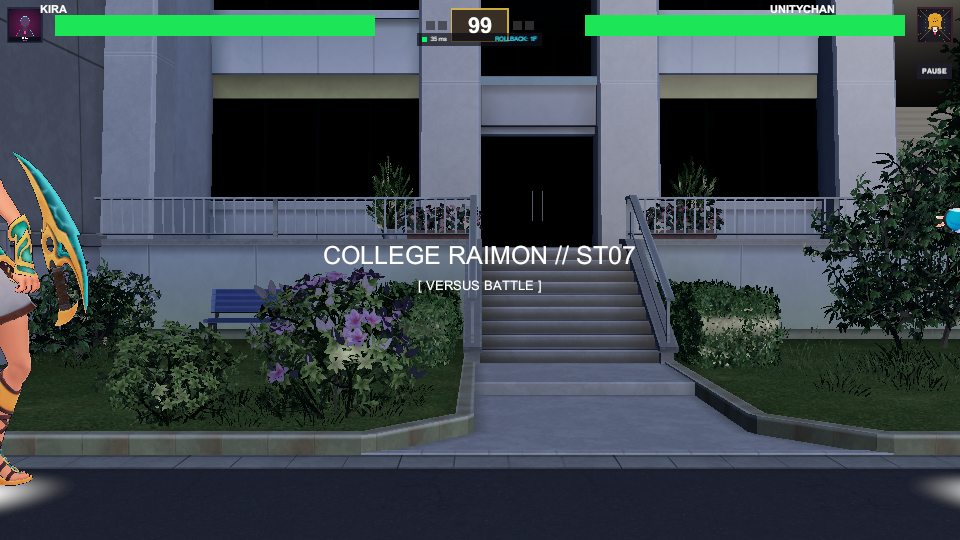 KIRA
99
UNITYCHAN
35 ms
ROLLBACK: 1F
PAUSE
COLLEGE RAIMON // ST07
[ VERSUS BATTLE ]